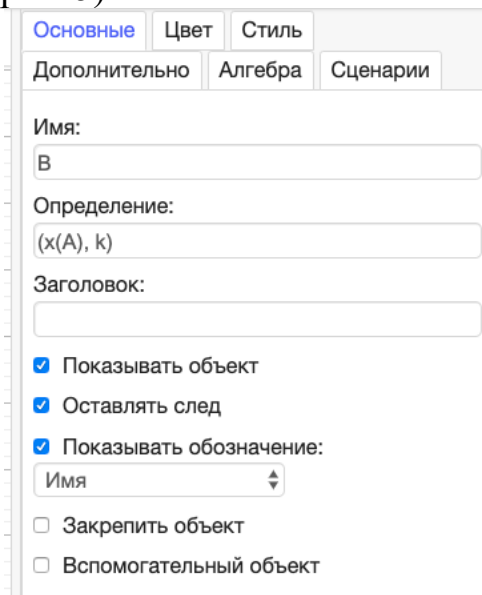 Основные Цвет Стиль
Дополнительно Алгебра Сценарии
Имя:
B
Определение:
(x(A), k)
Заголовок:
Показывать объект
Оставлять след
Показывать обозначение:
Имя
Закрепить объект
Вспомогательный объект